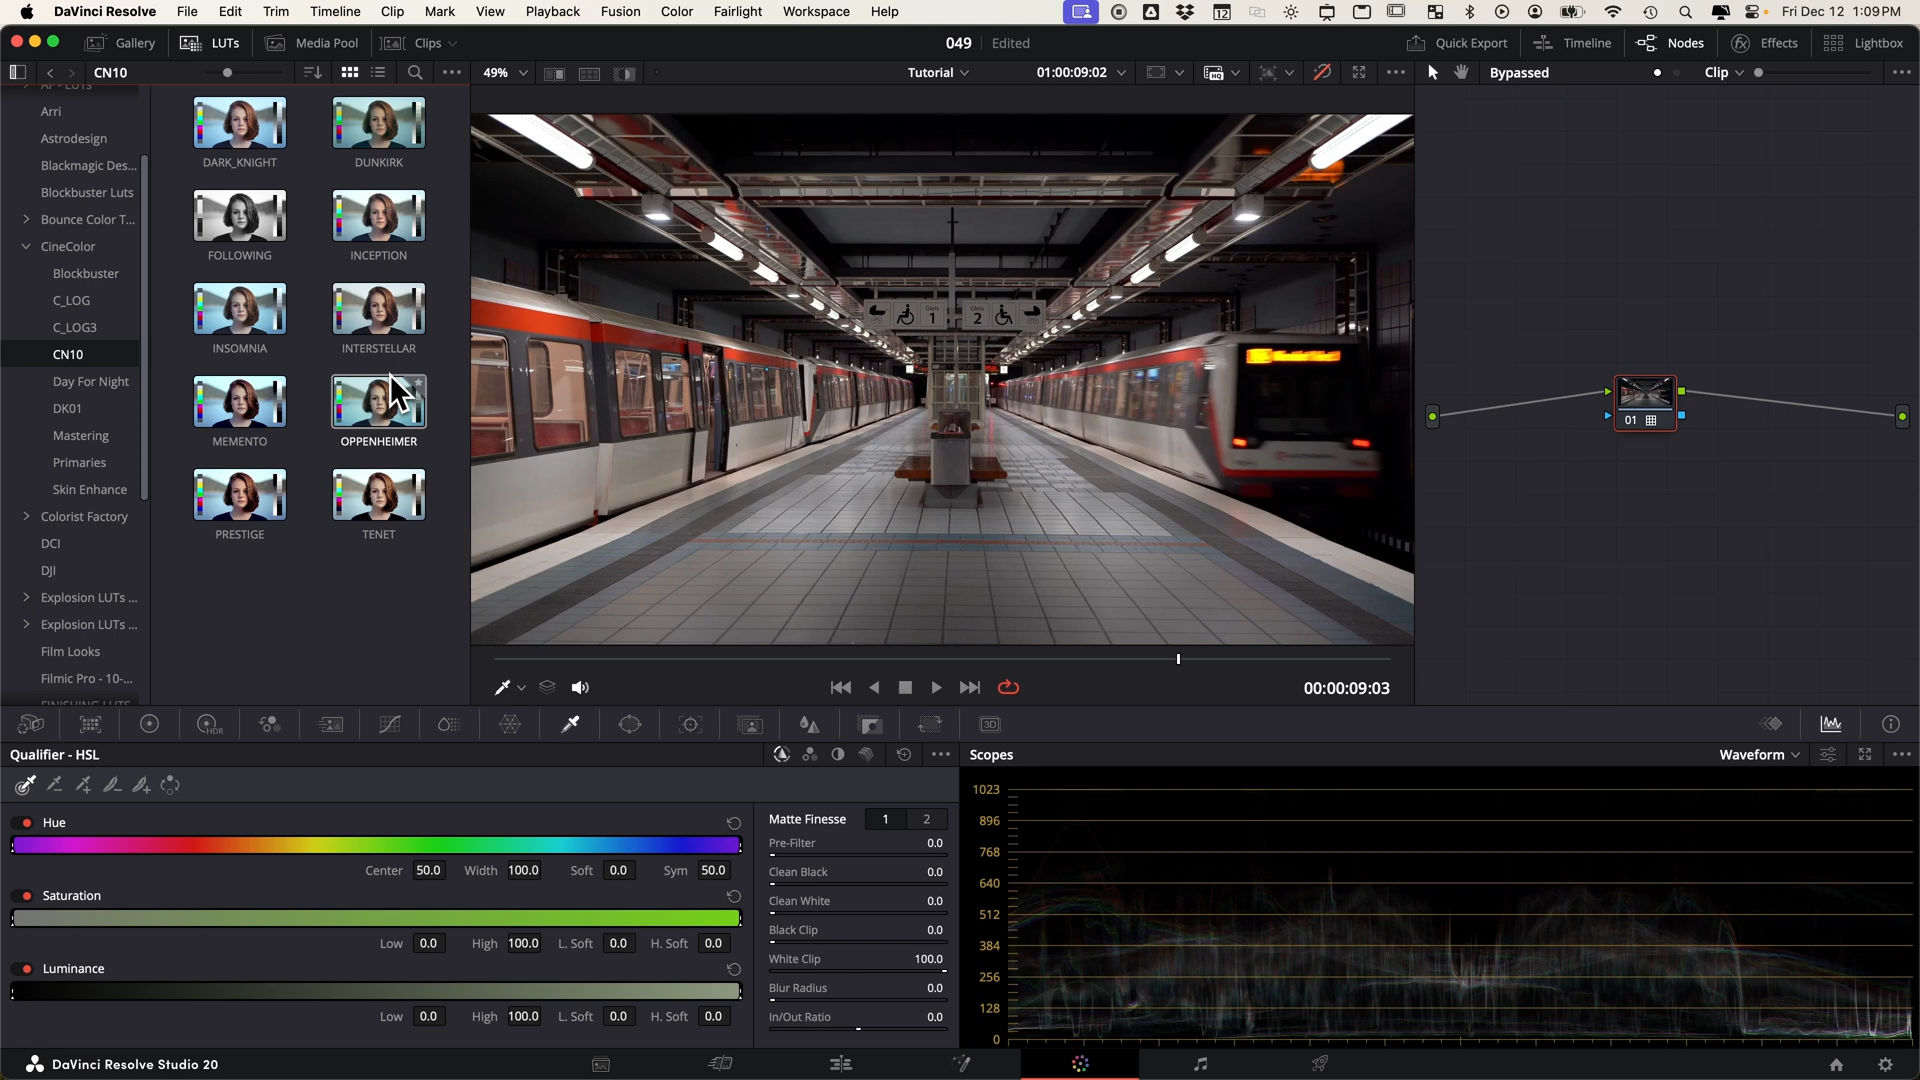 DaVinci Resolve File Edit Trim Timeline Clip Mark View Playback Fusion Color Fairlight Workspace Help Fri Dec 12 1:09 PM
Gallery LUTs Media Pool Clips 049 Edited Quick Export Timeline Nodes Effects Lightbox
CN10 49% Tutorial 01:00:09:02 Bypassed Clip
Arri
Astrodesign
Blackmagic Des...
Blockbuster Luts
Bounce Color T...
CineColor
Blockbuster
C_LOG
C_LOG3
CN10
Day For Night
DK01
Mastering
Primaries
Skin Enhance
Colorist Factory
DCI
DJI
Explosion LUTs ...
Explosion LUTs ...
Film Looks
Filmic Pro - 10-...
DARK_KNIGHT DUNKIRK
FOLLOWING INCEPTION
INSOMNIA INTERSTELLAR
MEMENTO OPPENHEIMER
PRESTIGE TENET
Gleis 1 2 Gleis
01
00:00:09:03
HDR
3D
Qualifier - HSL
Hue
Center 50.0 Width 100.0 Soft 0.0 Sym 50.0
Saturation
Low 0.0 High 100.0 L. Soft 0.0 H. Soft 0.0
Luminance
Low 0.0 High 100.0 L. Soft 0.0 H. Soft 0.0
Matte Finesse 1 2
Pre-Filter 0.0
Clean Black 0.0
Clean White 0.0
Black Clip 0.0
White Clip 100.0
Blur Radius 0.0
In/Out Ratio 0.0
Scopes Waveform
1023
896
768
640
512
384
256
128
0
DaVinci Resolve Studio 20